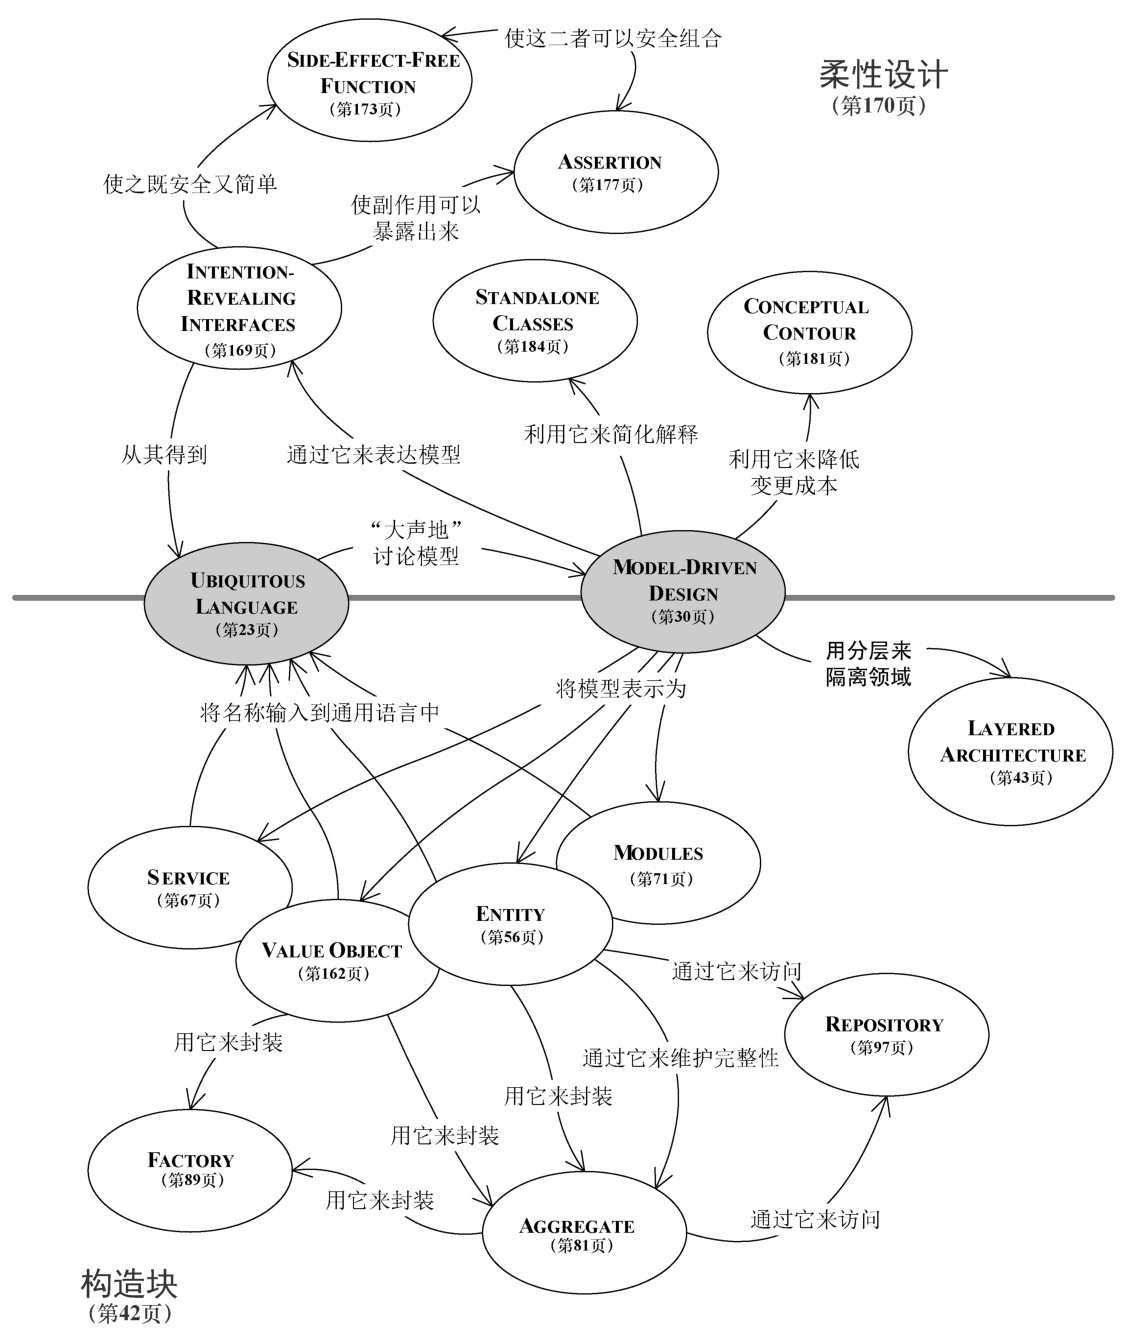 SIDE-EFFECT-FREE
FUNCTION
(第173页)
使这二者可以安全组合
柔性设计
(第170页)
ASSERTION
(第177页)
使之既安全又简单
使副作用可以
暴露出来
INTENTION-
REVEALING
INTERFACES
(第169页)
STANDALONE
CLASSES
(第184页)
CONCEPTUAL
CONTOUR
(第181页)
从其得到
通过它来表达模型
利用它来简化解释
利用它来降低
变更成本
“大声地”
讨论模型
UBIQUITOUS
LANGUAGE
(第23页)
MODEL-DRIVEN
DESIGN
(第30页)
用分层来
隔离领域
将模型表示为
将名称输入到通用语言中
LAYERED
ARCHITECTURE
(第43页)
SERVICE
(第67页)
VALUE OBJECT
(第162页)
ENTITY
(第56页)
MODULES
(第71页)
通过它来访问
REPOSITORY
(第97页)
用它来封装
通过它来维护完整性
用它来封装
用它来封装
FACTORY
(第89页)
用它来封装
AGGREGATE
(第81页)
通过它来访问
构造块
(第42页)